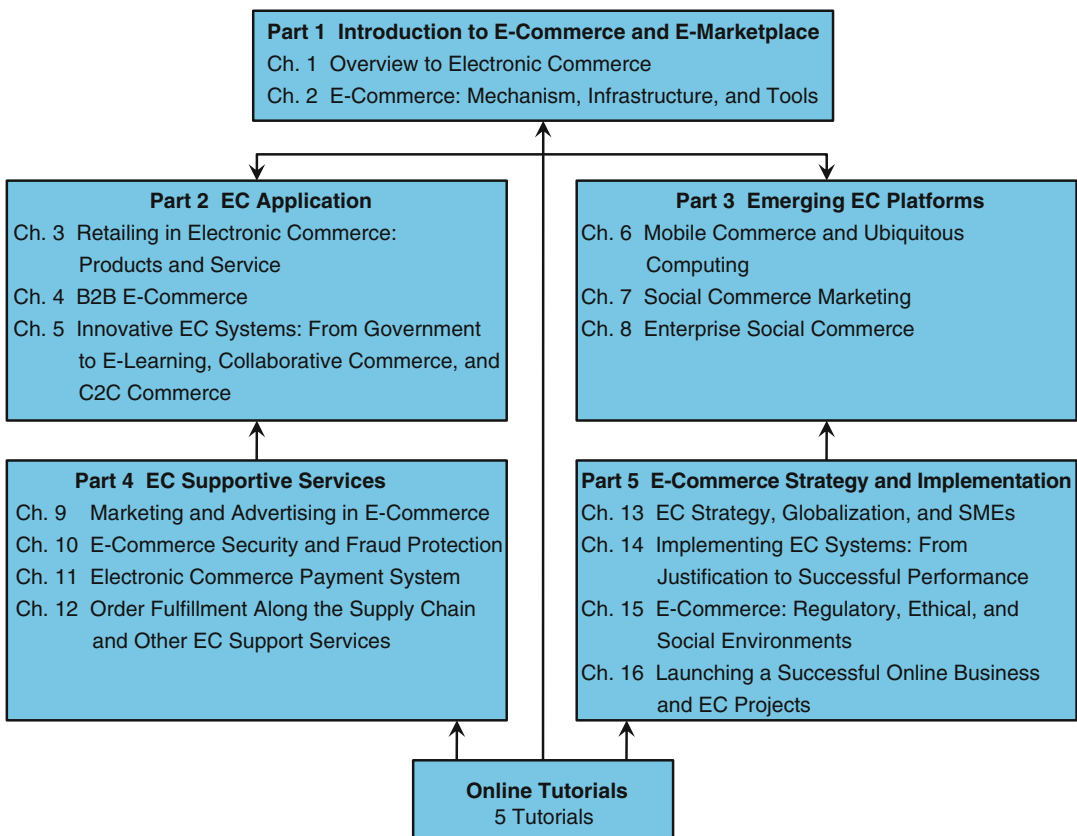 Part 1 Introduction to E-Commerce and E-Marketplace
Ch. 1 Overview to Electronic Commerce
Ch. 2 E-Commerce: Mechanism, Infrastructure, and Tools
Part 2 EC Application
Ch. 3 Retailing in Electronic Commerce:
Products and Service
Ch. 4 B2B E-Commerce
Ch. 5 Innovative EC Systems: From Government
to E-Learning, Collaborative Commerce, and
C2C Commerce
Part 3 Emerging EC Platforms
Ch. 6 Mobile Commerce and Ubiquitous
Computing
Ch. 7 Social Commerce Marketing
Ch. 8 Enterprise Social Commerce
Part 4 EC Supportive Services
Ch. 9 Marketing and Advertising in E-Commerce
Ch. 10 E-Commerce Security and Fraud Protection
Ch. 11 Electronic Commerce Payment System
Ch. 12 Order Fulfillment Along the Supply Chain
and Other EC Support Services
Part 5 E-Commerce Strategy and Implementation
Ch. 13 EC Strategy, Globalization, and SMEs
Ch. 14 Implementing EC Systems: From
Justification to Successful Performance
Ch. 15 E-Commerce: Regulatory, Ethical, and
Social Environments
Ch. 16 Launching a Successful Online Business
and EC Projects
Online Tutorials
5 Tutorials